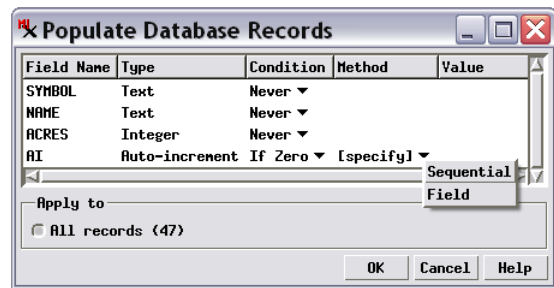 Populate Database Records
Field Name Type Condition Method Value
SYMBOL Text Never
NAME Text Never
ACRES Integer Never
AI Auto-increment If Zero [specify]
Sequential
Field
Apply to
All records (47)
OK Cancel Help